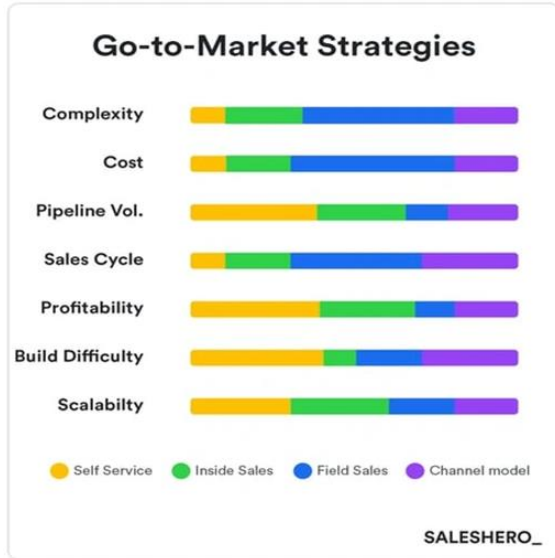 Go-to-Market Strategies
Complexity
Cost
Pipeline Vol.
Sales Cycle
Profitability
Build Difficulty
Scalabilty
Self Service Inside Sales Field Sales Channel model
SALESHERO_